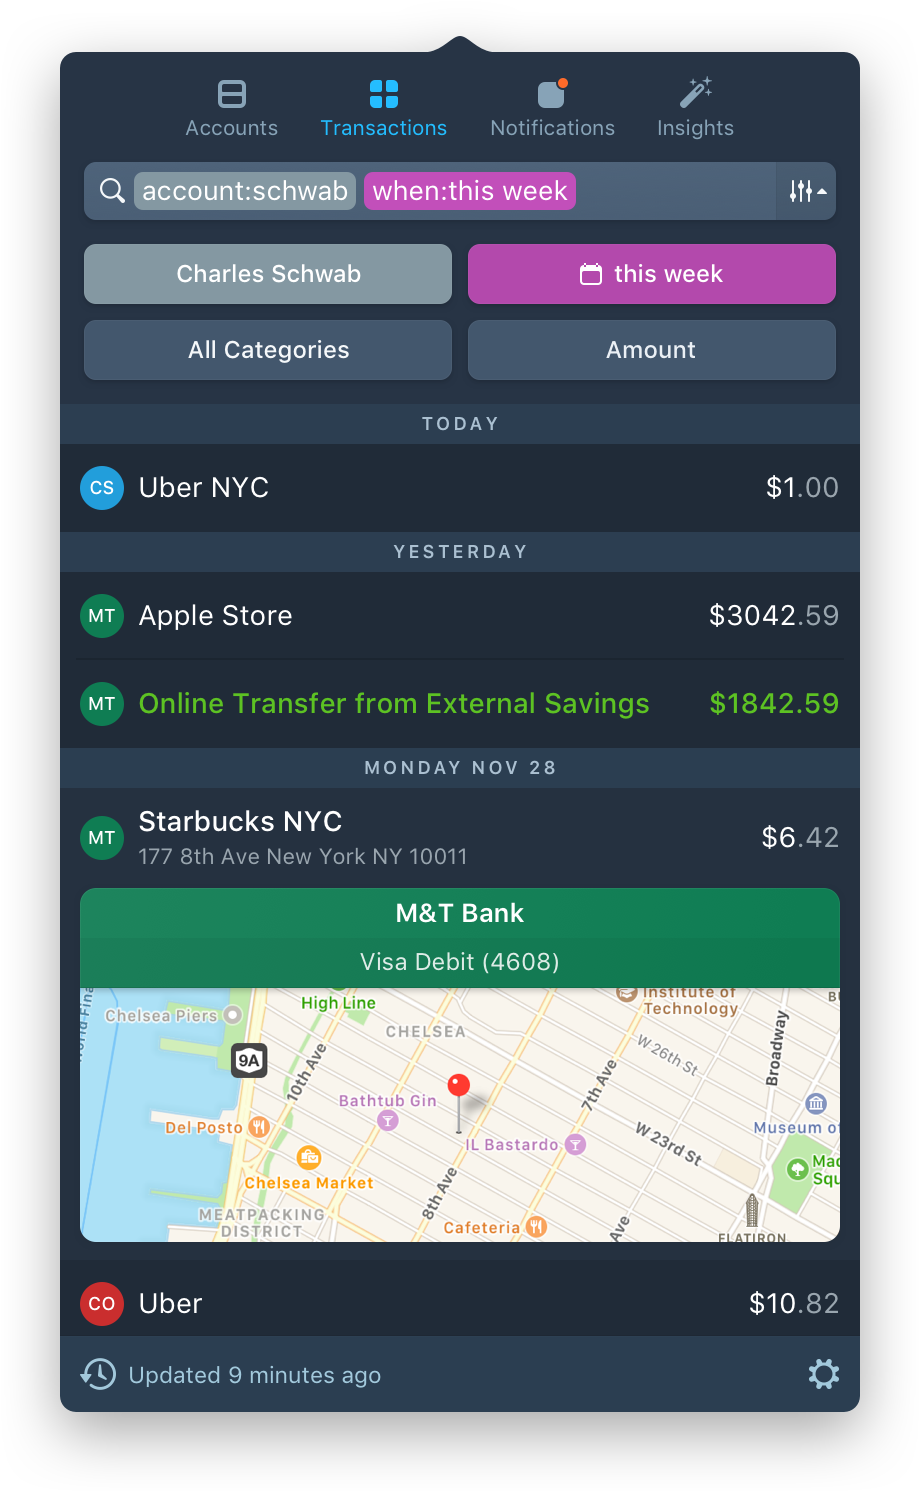 Accounts
Transactions
Notifications
Insights
account:schwab when:this week
Charles Schwab
this week
All Categories
Amount
TODAY
CS Uber NYC $1.00
YESTERDAY
MT Apple Store $3042.59
MT Online Transfer from External Savings $1842.59
MONDAY NOV 28
MT Starbucks NYC $6.42
177 8th Ave New York NY 10011
M&T Bank
Visa Debit (4608)
High Line
Institute of
Technology
Chelsea Piers
CHELSEA
Broadway
W 26th St
9A
10th Ave
7th Ave
Bathtub Gin
Del Posto
IL Bastardo
W 23rd St
Museum of
Mad
Squ
Chelsea Market
8th Ave
MEATPACKING
DISTRICT
Cafeteria
Ave
FLATIRON
CO Uber $10.82
Updated 9 minutes ago